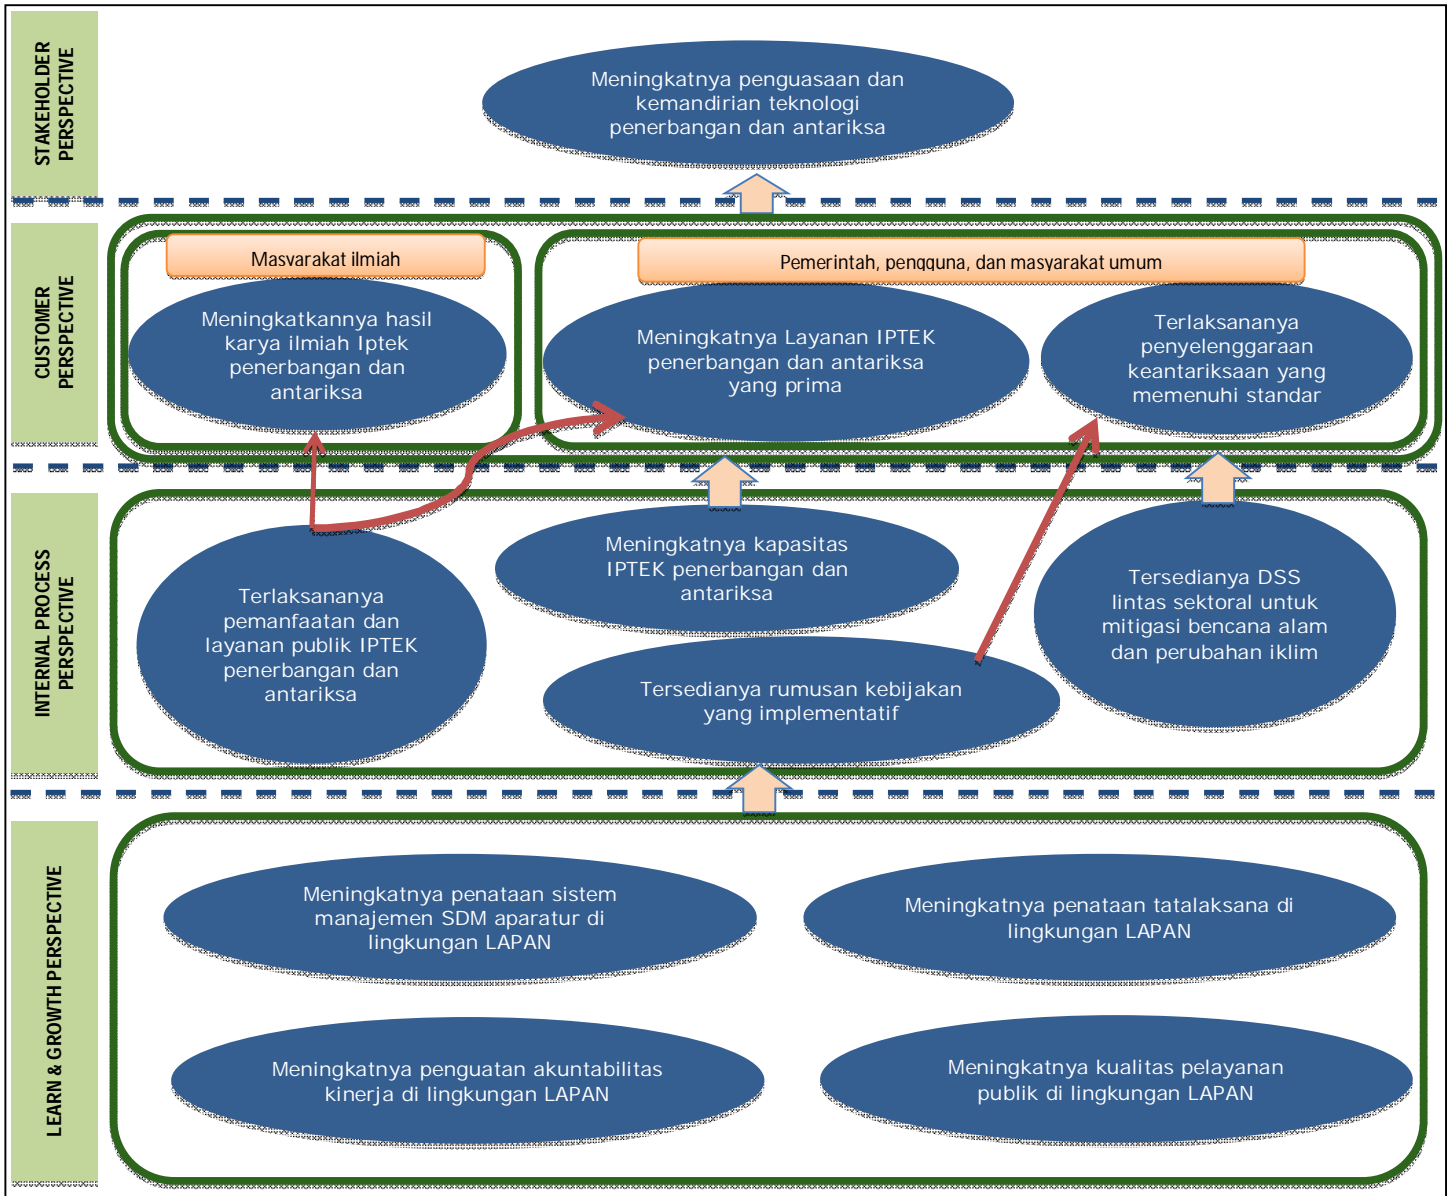 STAKEHOLDER
PERSPECTIVE
Meningkatnya penguasaan dan
kemandirian teknologi
penerbangan dan antariksa
CUSTOMER
PERSPECTIVE
Masyarakat ilmiah
Meningkatkannya hasil
karya ilmiah Iptek
penerbangan dan
antariksa
Pemerintah, pengguna, dan masyarakat umum
Meningkatnya Layanan IPTEK
penerbangan dan antariksa
yang prima
Terlaksananya
penyelenggaraan
keantariksaan yang
memenuhi standar
INTERNAL PROCESS
PERSPECTIVE
Terlaksananya
pemanfaatan dan
layanan publik IPTEK
penerbangan dan
antariksa
Meningkatnya kapasitas
IPTEK penerbangan dan
antariksa
Tersedianya rumusan kebijakan
yang implementatif
Tersedianya DSS
lintas sektoral untuk
mitigasi bencana alam
dan perubahan iklim
LEARN & GROWTH PERSPECTIVE
Meningkatnya penataan sistem
manajemen SDM aparatur di
lingkungan LAPAN
Meningkatnya penataan tatalaksana di
lingkungan LAPAN
Meningkatnya penguatan akuntabilitas
kinerja di lingkungan LAPAN
Meningkatnya kualitas pelayanan
publik di lingkungan LAPAN